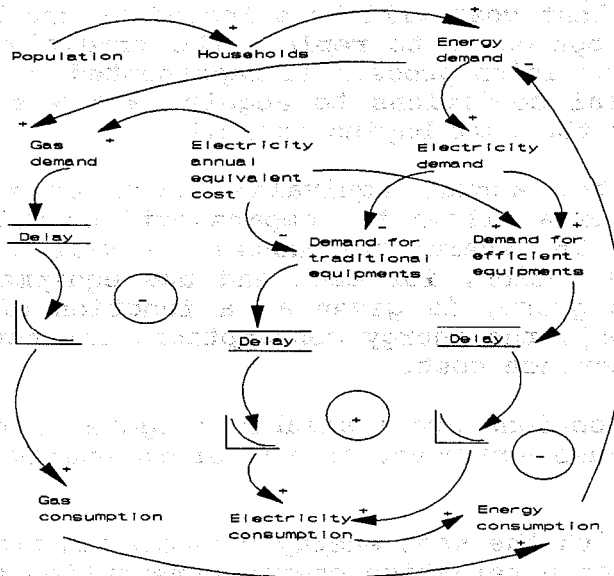 Population
Households
Energy
demand
Gas
demand
Electricity
annual
equivalent
cost
Electricity
demand
Delay
Demand for
traditional
equipments
Demand for
efficient
equipments
Delay
Delay
Gas
consumption
Electricity
consumption
Energy
consumption